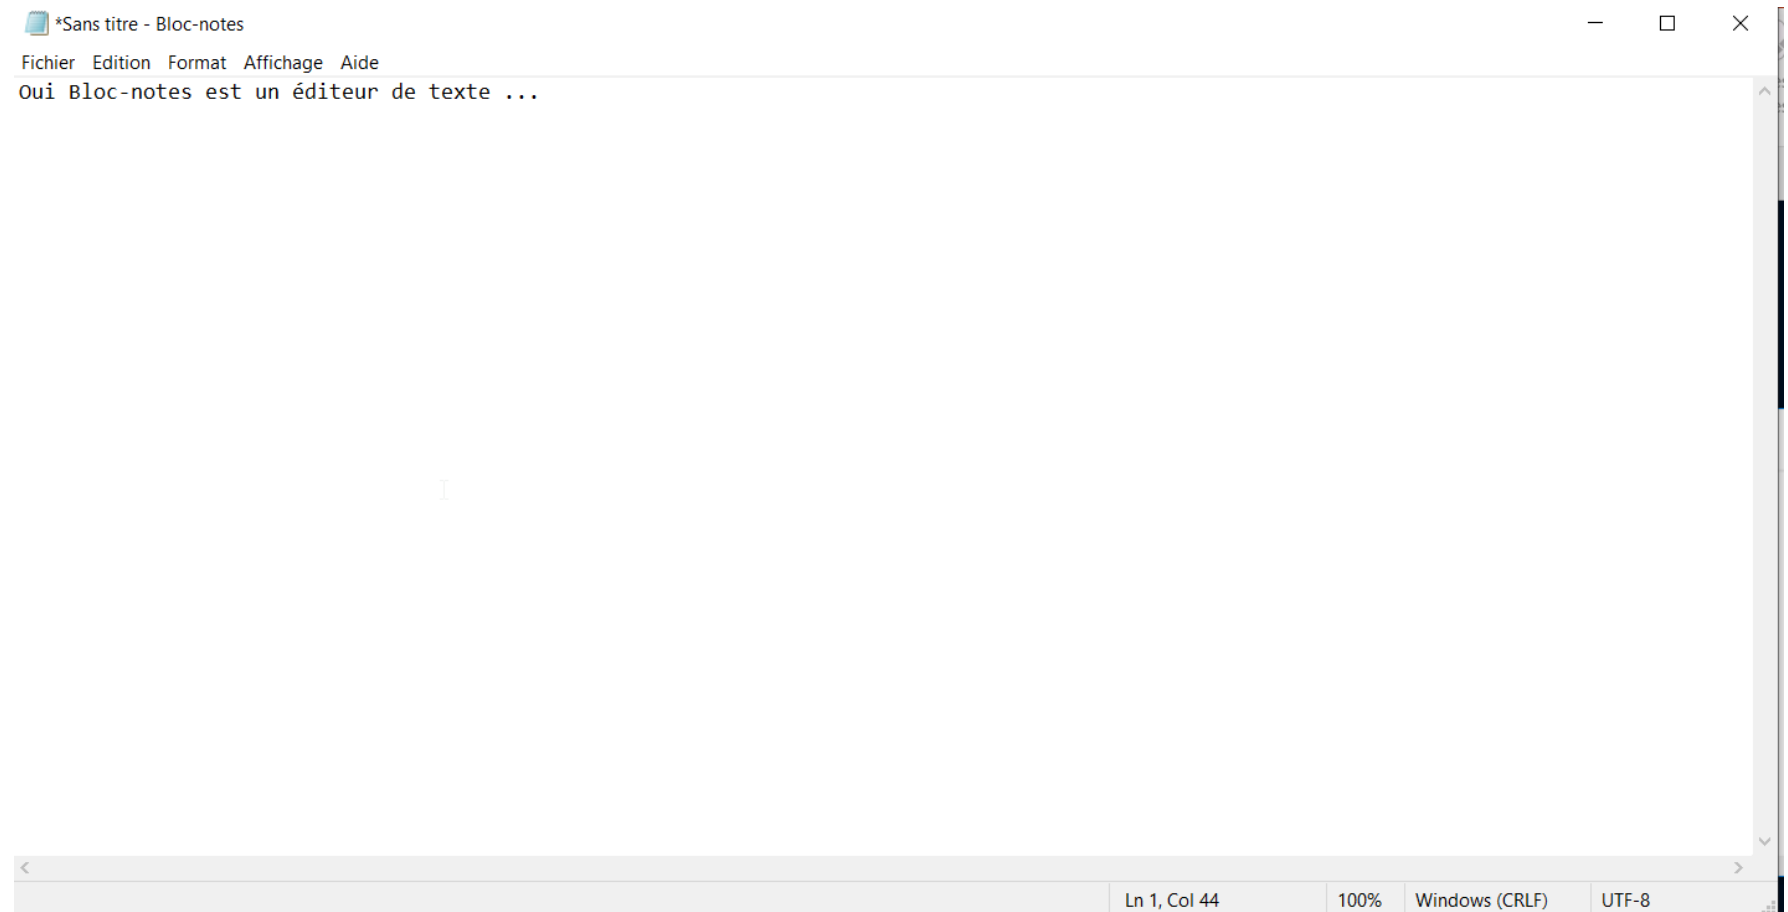 *Sans titre - Bloc-notes
Fichier Edition Format Affichage Aide
Oui Bloc-notes est un éditeur de texte ...
Ln 1, Col 44 100% Windows (CRLF) UTF-8